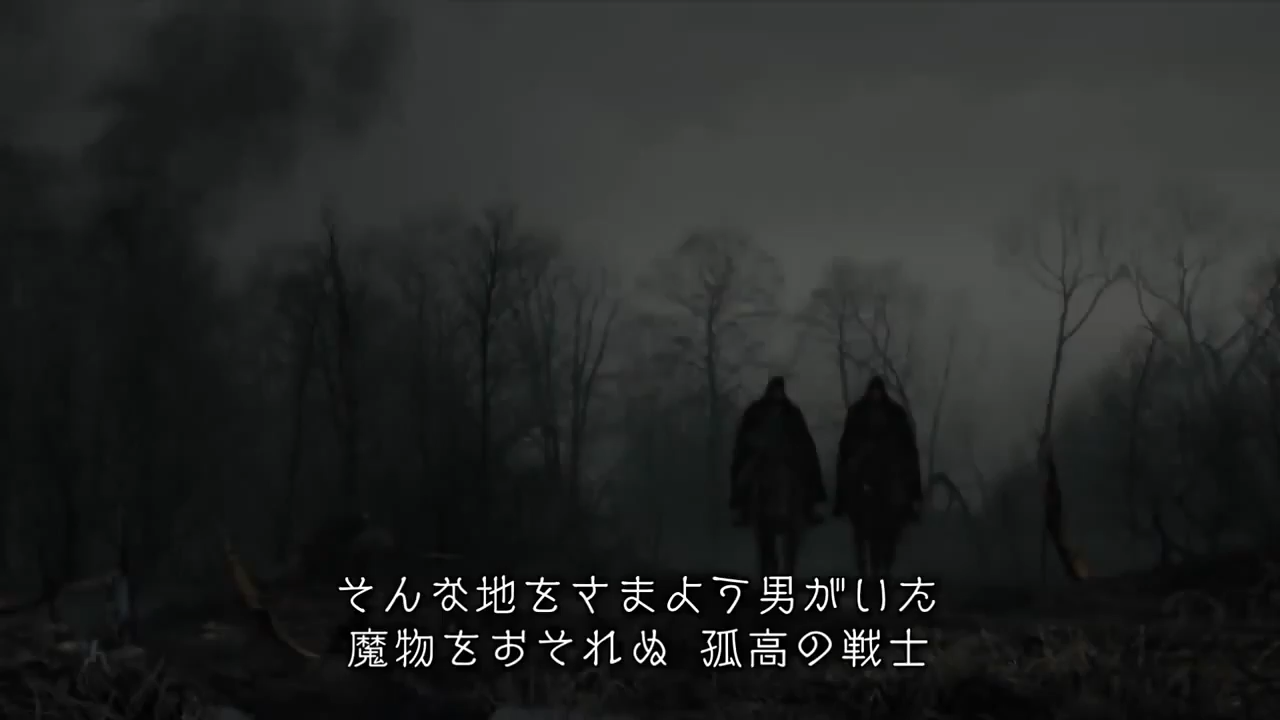 そんな地をさまよう男がいた
魔物をおそれぬ 孤高の戦士